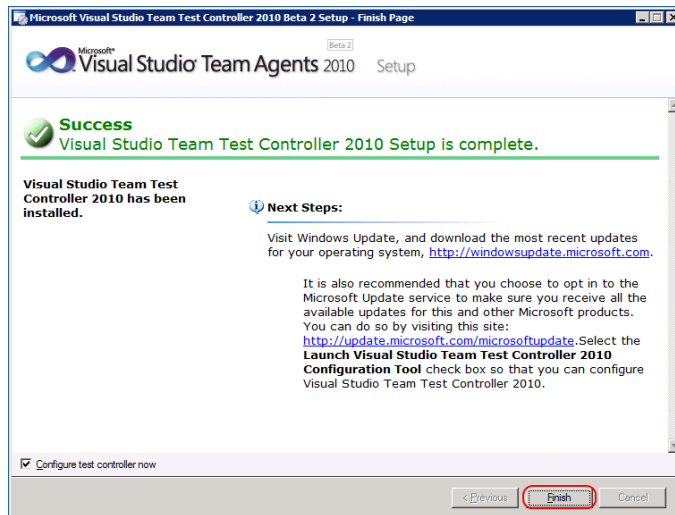 Microsoft Visual Studio Team Test Controller 2010 Beta 2 Setup - Finish Page
Beta 2
Microsoft®
Visual Studio Team Agents 2010 Setup
Success
Visual Studio Team Test Controller 2010 Setup is complete.
Visual Studio Team Test
Controller 2010 has been
installed.
Next Steps:
Visit Windows Update, and download the most recent updates
for your operating system, http://windowsupdate.microsoft.com.
It is also recommended that you choose to opt in to the
Microsoft Update service to make sure you receive all the
available updates for this and other Microsoft products.
You can do so by visiting this site:
http://update.microsoft.com/microsoftupdate.Select the
Launch Visual Studio Team Test Controller 2010
Configuration Tool check box so that you can configure
Visual Studio Team Test Controller 2010.
Configure test controller now
< Previous
Finish
Cancel